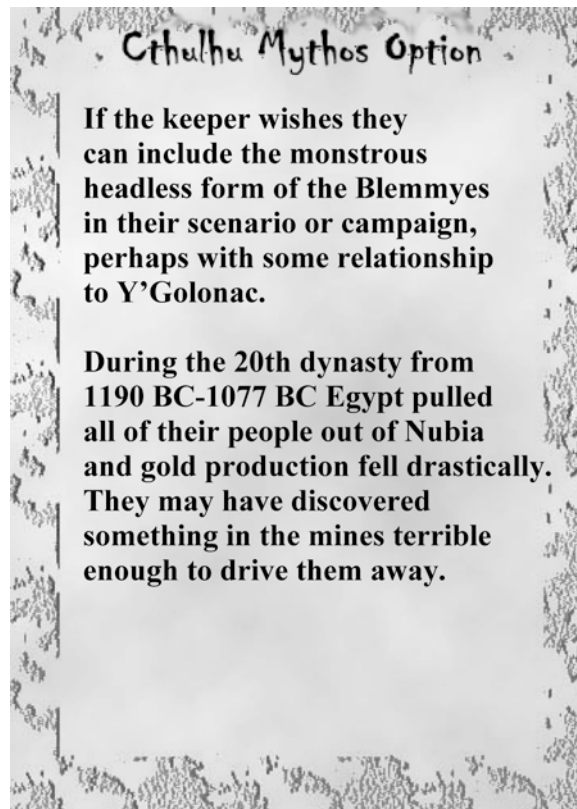 Cthulhu Mythos Option
If the keeper wishes they
can include the monstrous
headless form of the Blemmyes
in their scenario or campaign,
perhaps with some relationship
to Y’Golonac.
During the 20th dynasty from
1190 BC-1077 BC Egypt pulled
all of their people out of Nubia
and gold production fell drastically.
They may have discovered
something in the mines terrible
enough to drive them away.